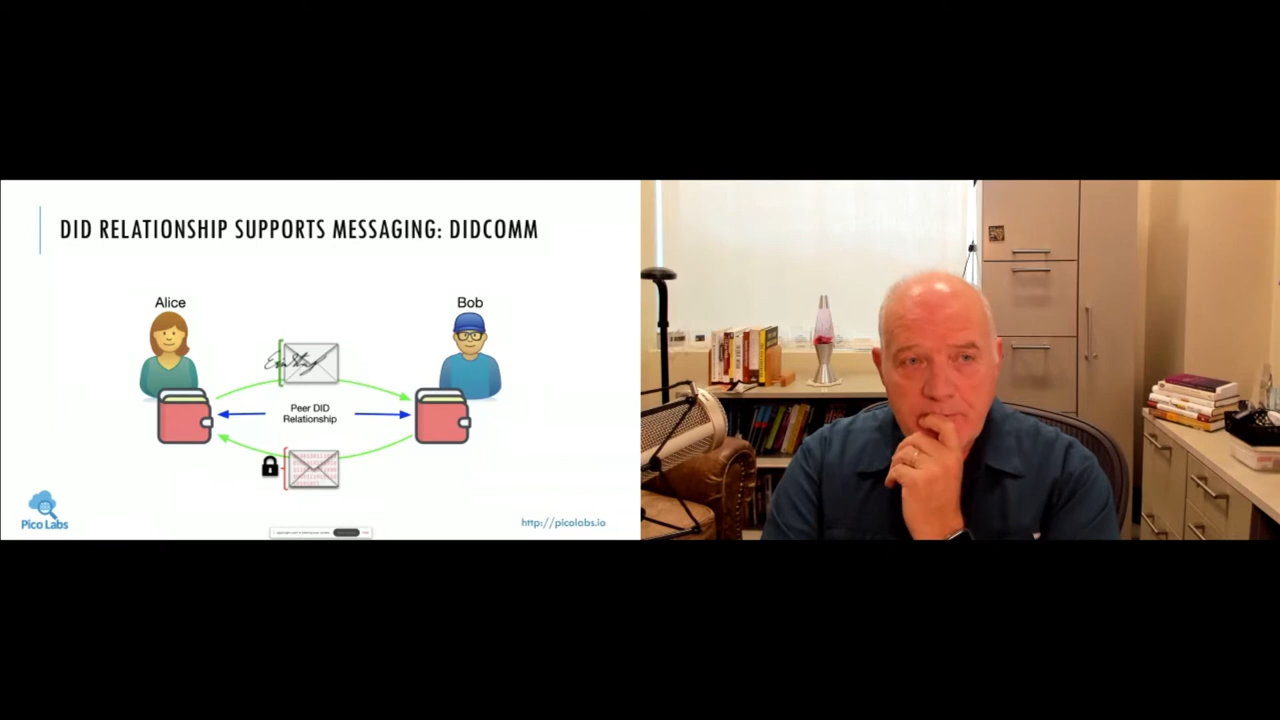 DID RELATIONSHIP SUPPORTS MESSAGING: DIDCOMM
Alice
Bob
Peer DID
Relationship
Pico Labs
http://picolabs.io